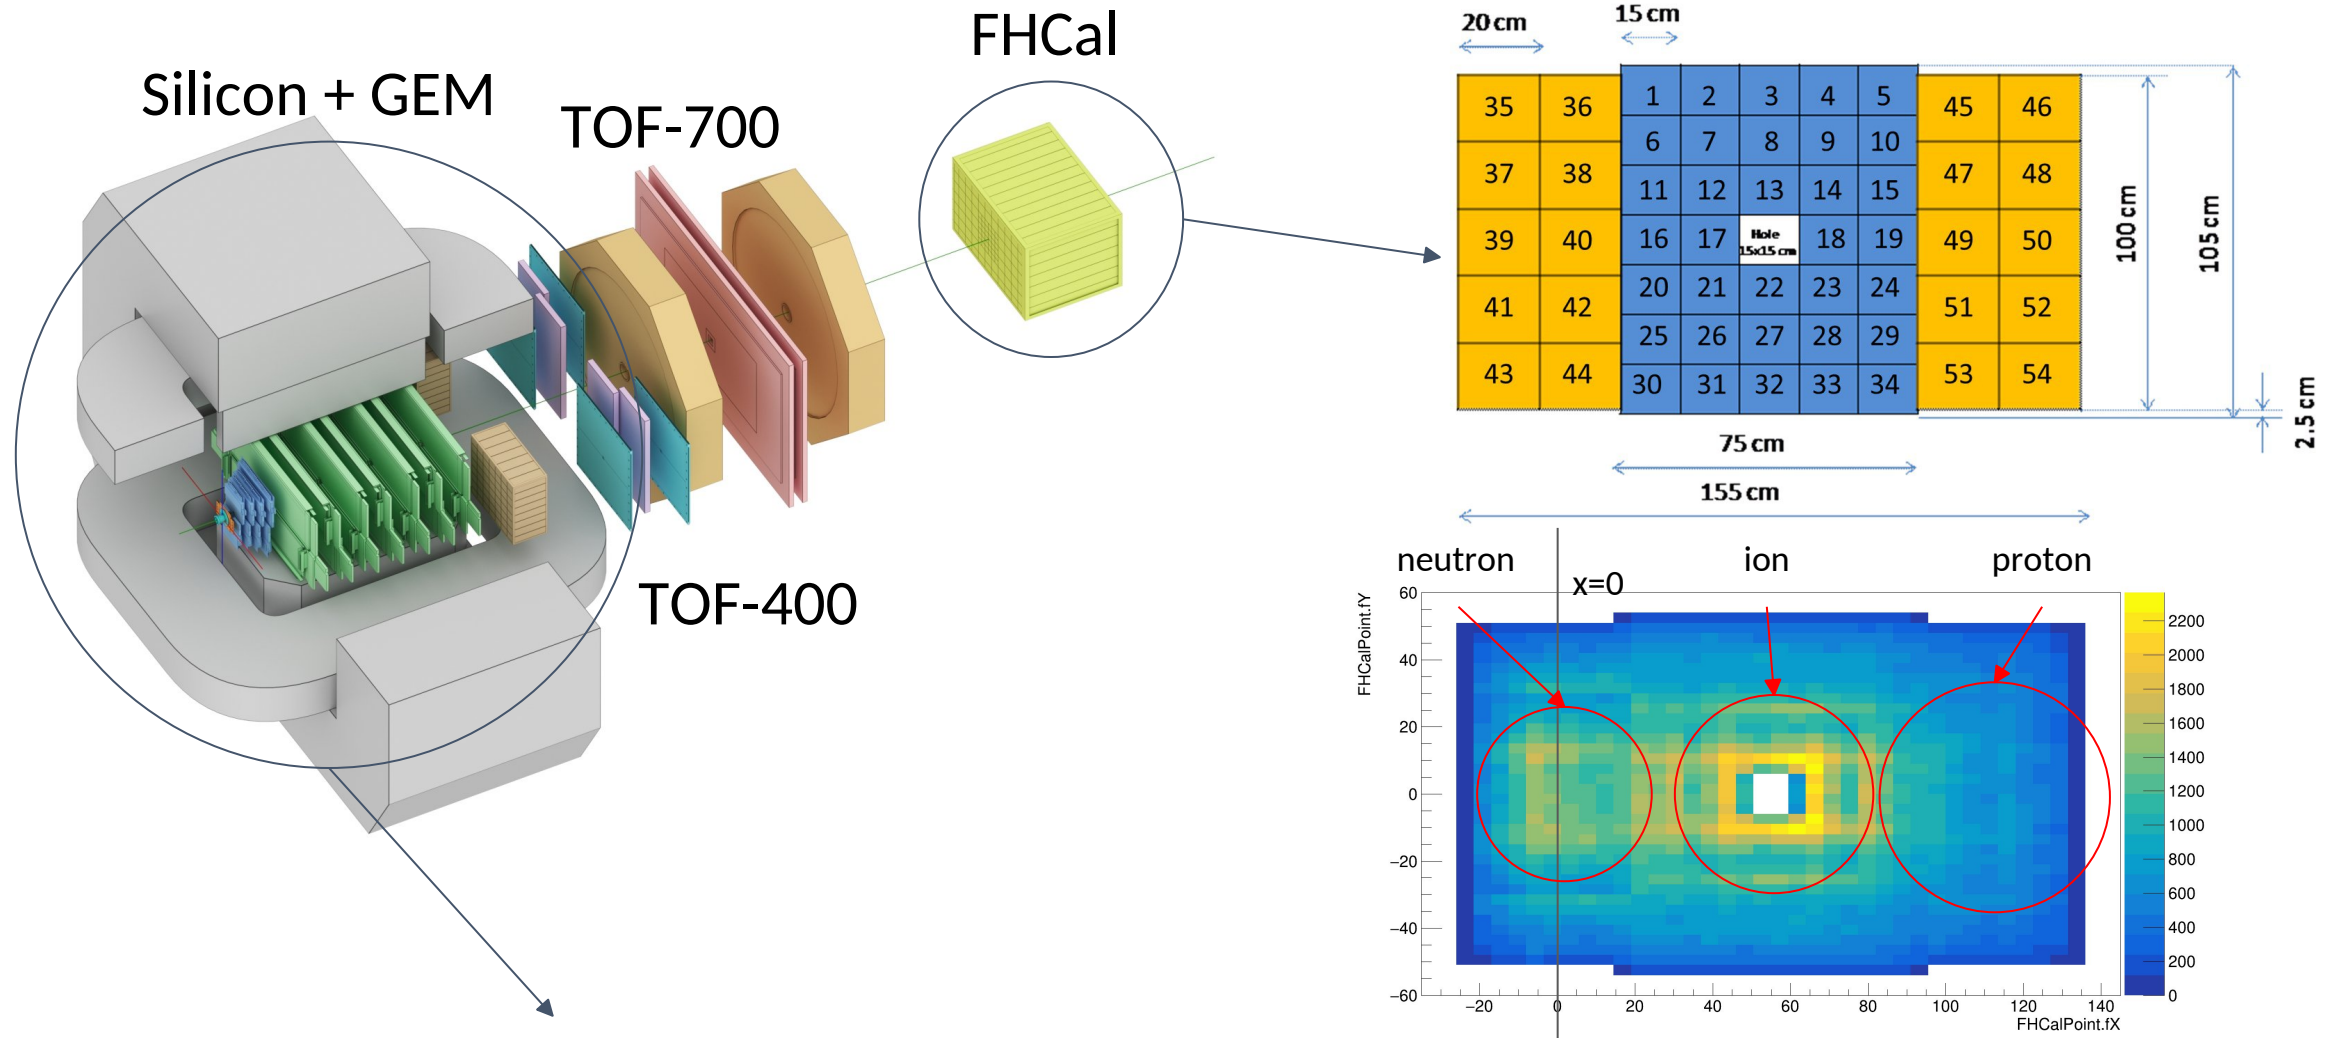 FHCal
Silicon + GEM
TOF-700
TOF-400
20 cm
15 cm
35 36 1 2 3 4 5 45 46
6 7 8 9 10
37 38 11 12 13 14 15 47 48
39 40 16 17 Hole 18 19 49 50
15x15 cm
20 21 22 23 24
41 42 25 26 27 28 29 51 52
43 44 30 31 32 33 34 53 54
100 cm
105 cm
2.5 cm
75 cm
155 cm
neutron
ion
proton
x=0
FHCalPoint.fY
60
40
20
0
−20
−40
−60
−20 0 20 40 60 80 100 120 140
FHCalPoint.fX
2200
2000
1800
1600
1400
1200
1000
800
600
400
200
0